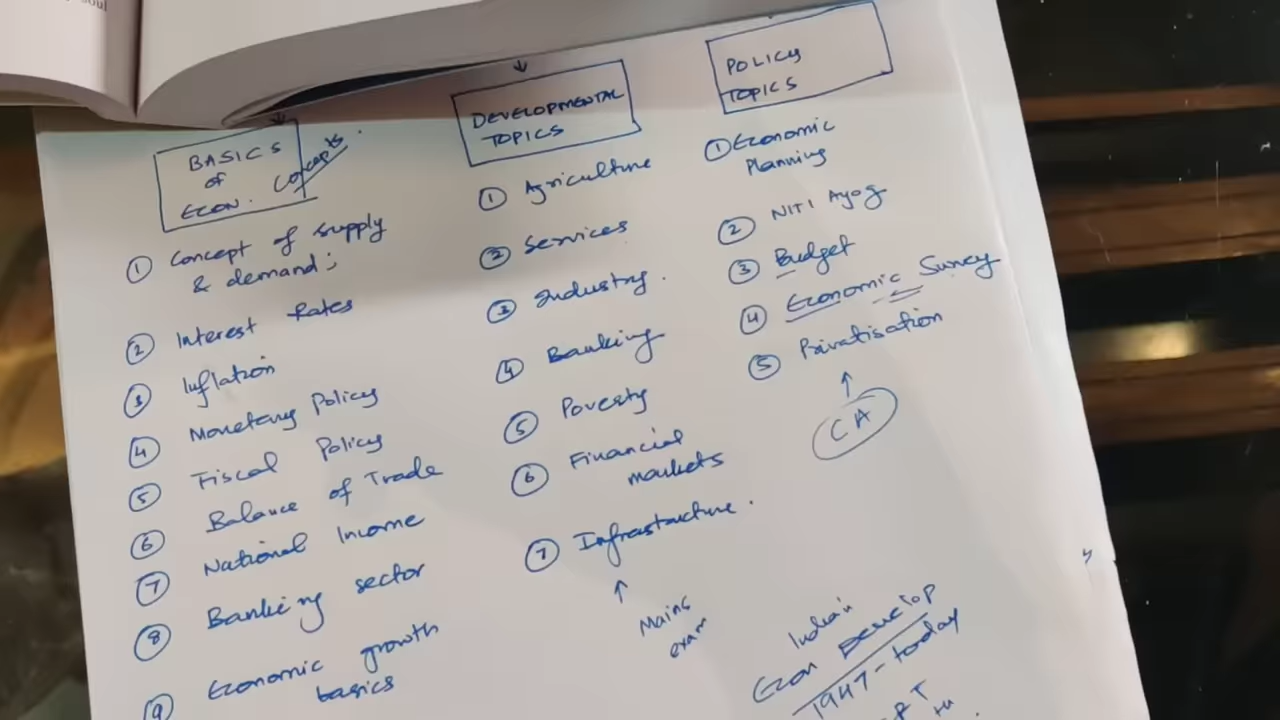 BASICS
of
ECON. Concepts.
① Concept of supply
& demand;
② Interest Rates
③ Inflation
④ Monetary Policy
⑤ Fiscal Policy
⑥ Balance of Trade
⑦ National Income
⑧ Banking sector
⑨ Economic growth
basics
DEVELOPMENTAL
TOPICS
① Agriculture
② Services
③ Industry.
④ Banking
⑤ Poverty
⑥ Financial
markets
⑦ Infrastructure.
↑
Mains
exam
POLICY
TOPICS
① Economic
Planning
② NITI Ayog
③ Budget
④ Economic Survey
⑤ Privatisation
↑
CA
Indian
Econ Develop
1947 - today